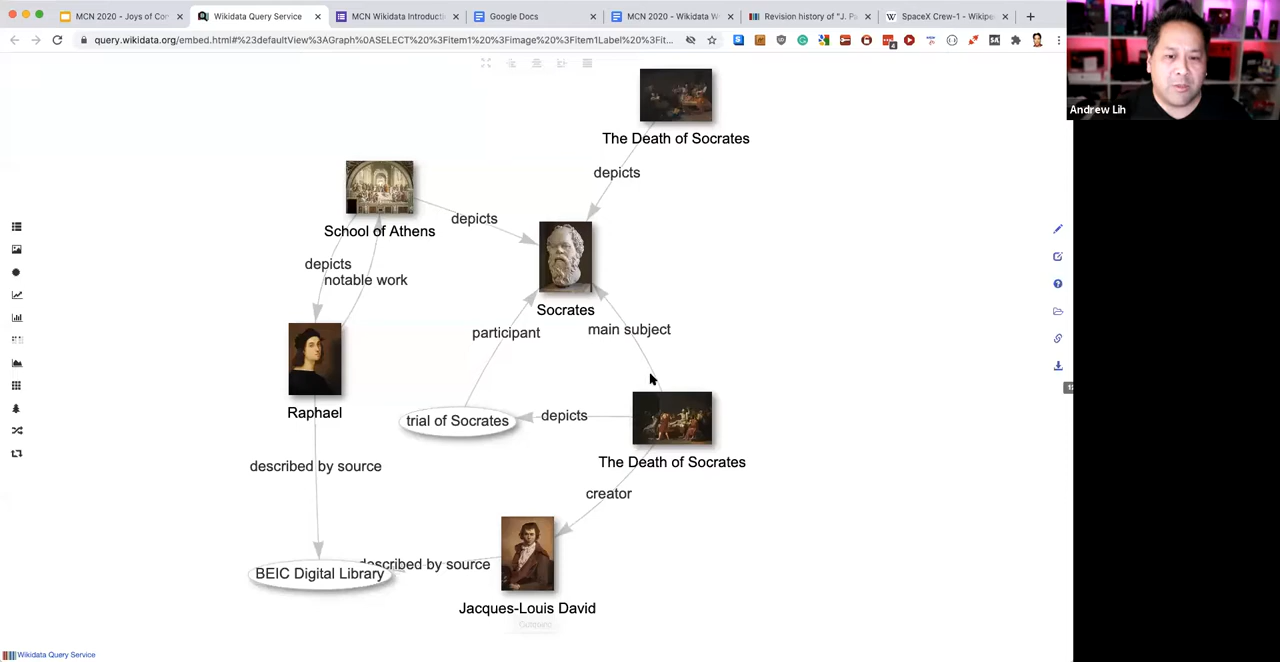 MCN 2020 - Joys of Con
Wikidata Query Service
MCN Wikidata Introducti
Google Docs
MCN 2020 - Wikidata W
Revision history of "J. Pa
SpaceX Crew-1 - Wikipe
query.wikidata.org/embed.html#%23defaultView%3AGraph%0ASELECT%20%3Fitem1%20%3Fimage%20%3Fitem1Label%20%3Fit...
Andrew Lih
The Death of Socrates
depicts
School of Athens
depicts
depicts
notable work
Socrates
participant
main subject
Raphael
trial of Socrates
depicts
The Death of Socrates
described by source
creator
BEIC Digital Library
described by source
Jacques-Louis David
Wikidata Query Service